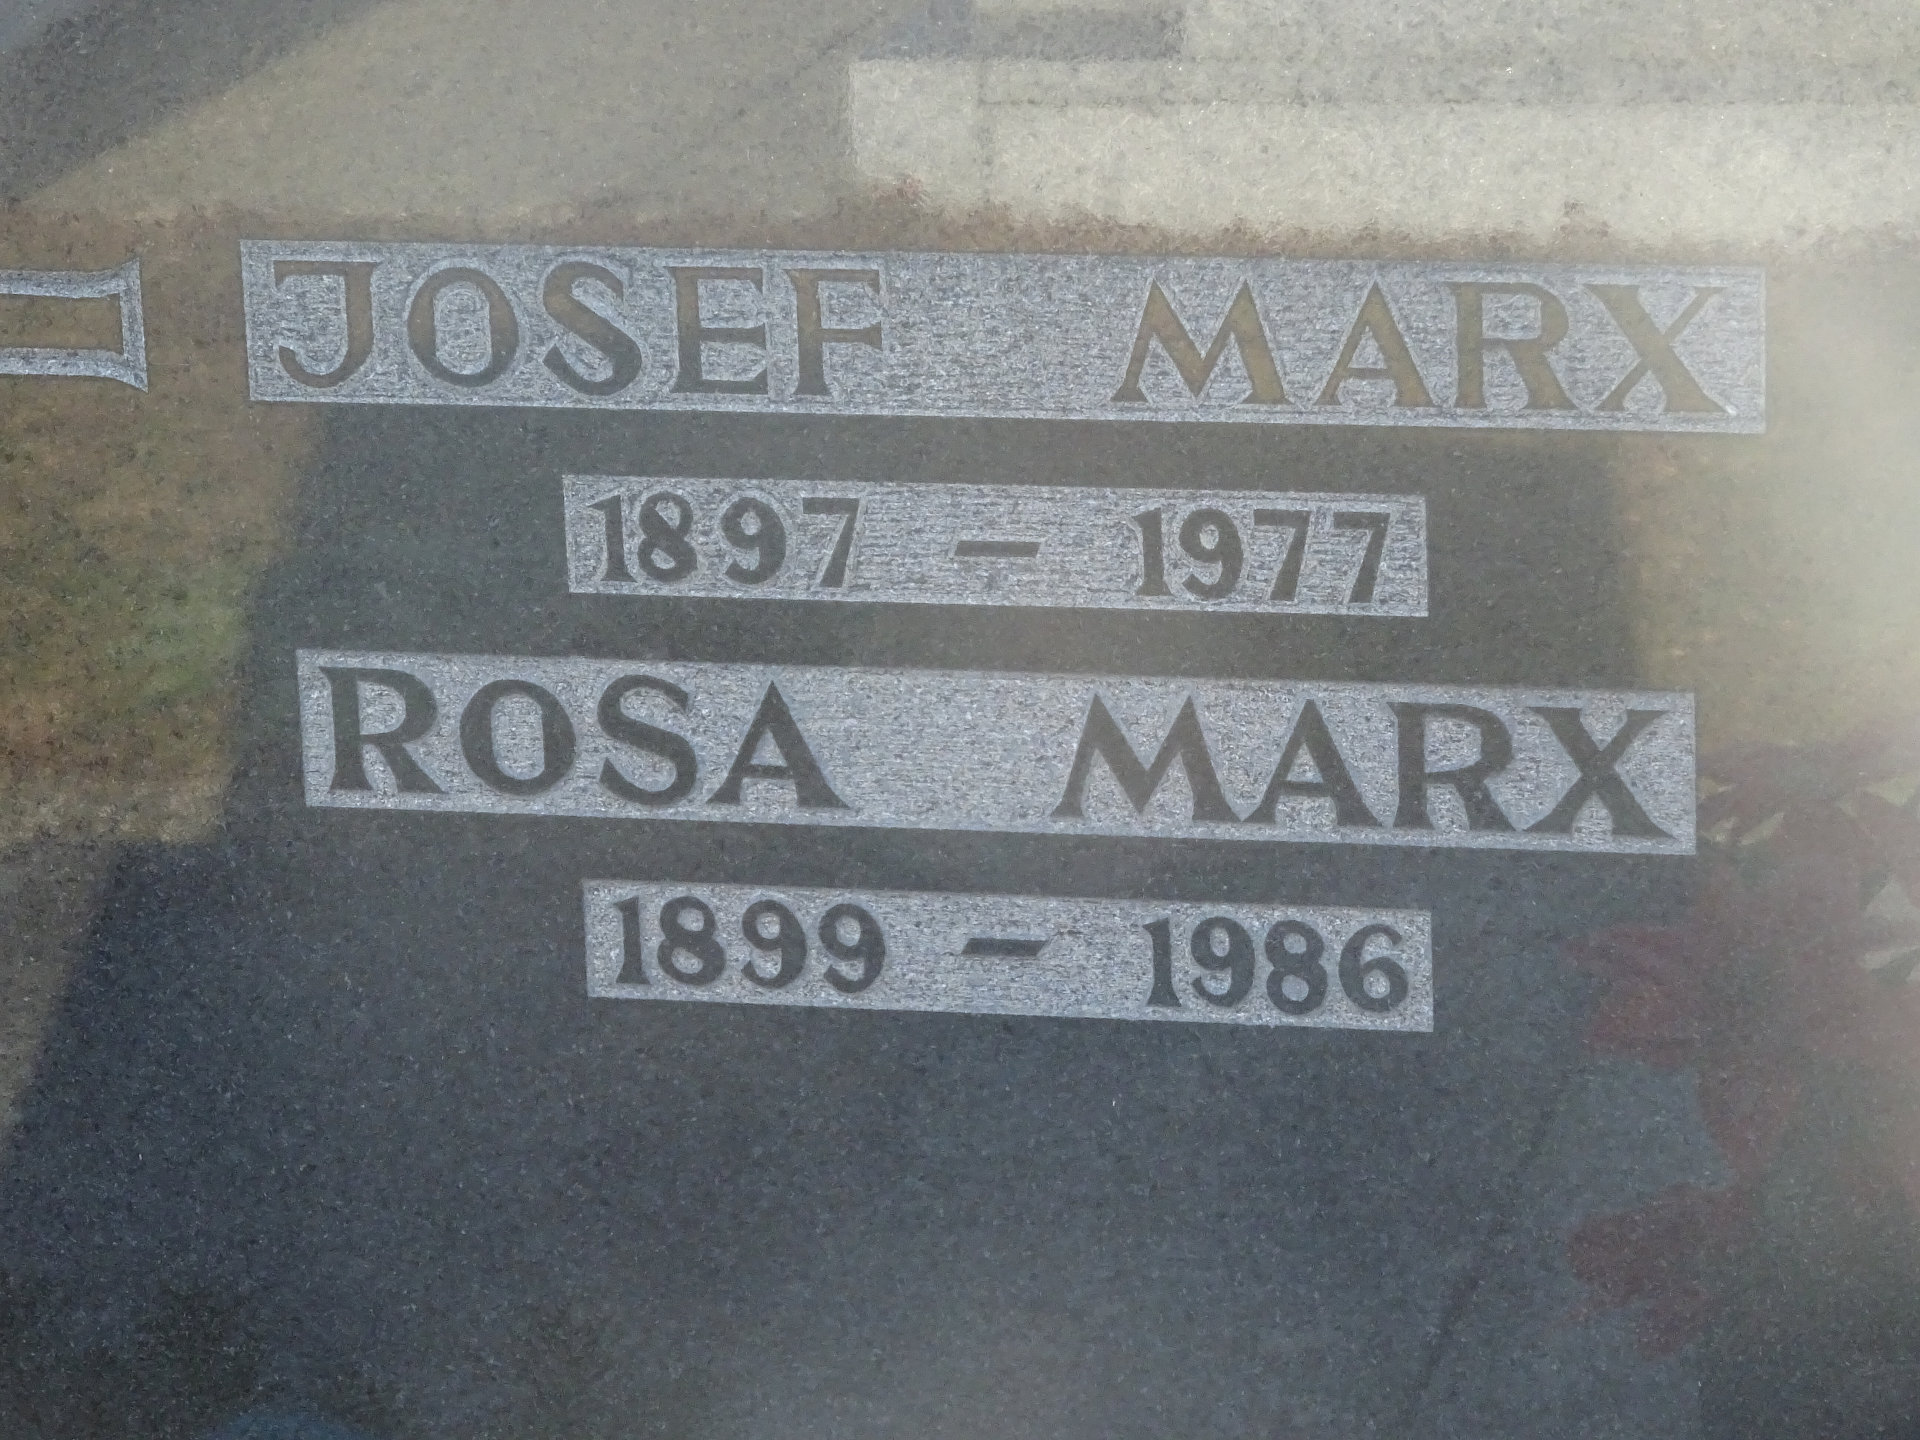 JOSEF MARX
1897 - 1977
ROSA MARX
1899 - 1986